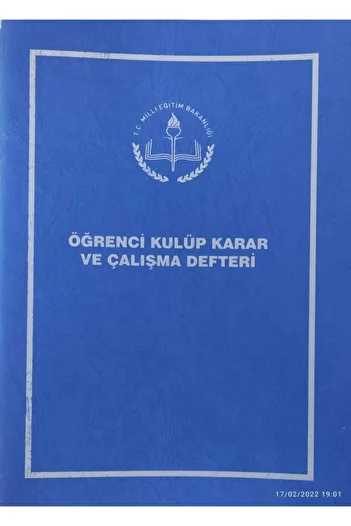 T.C. MİLLİ EĞİTİM BAKANLIĞI
ÖĞRENCİ KULÜP KARAR
VE ÇALIŞMA DEFTERİ
17/02/2022 19:01